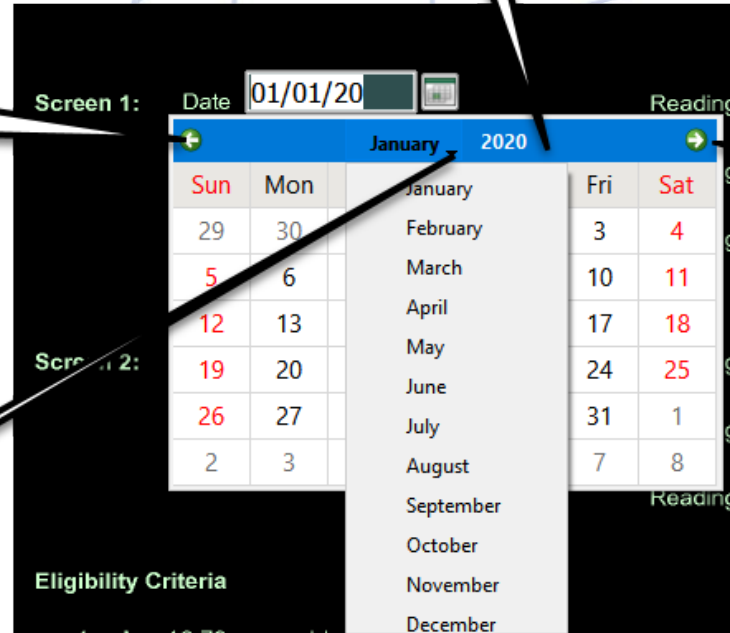 Screen 1: Date 01/01/20 Reading
January 2020
Sun Mon Fri Sat
January
29 30 3 4
February
5 6 10 11
March
April
12 13 17 18
May
Screen 2: 19 20 24 25
June
26 27 31 1
July
2 3 7 8
August
Reading
September
October
Eligibility Criteria
November
December